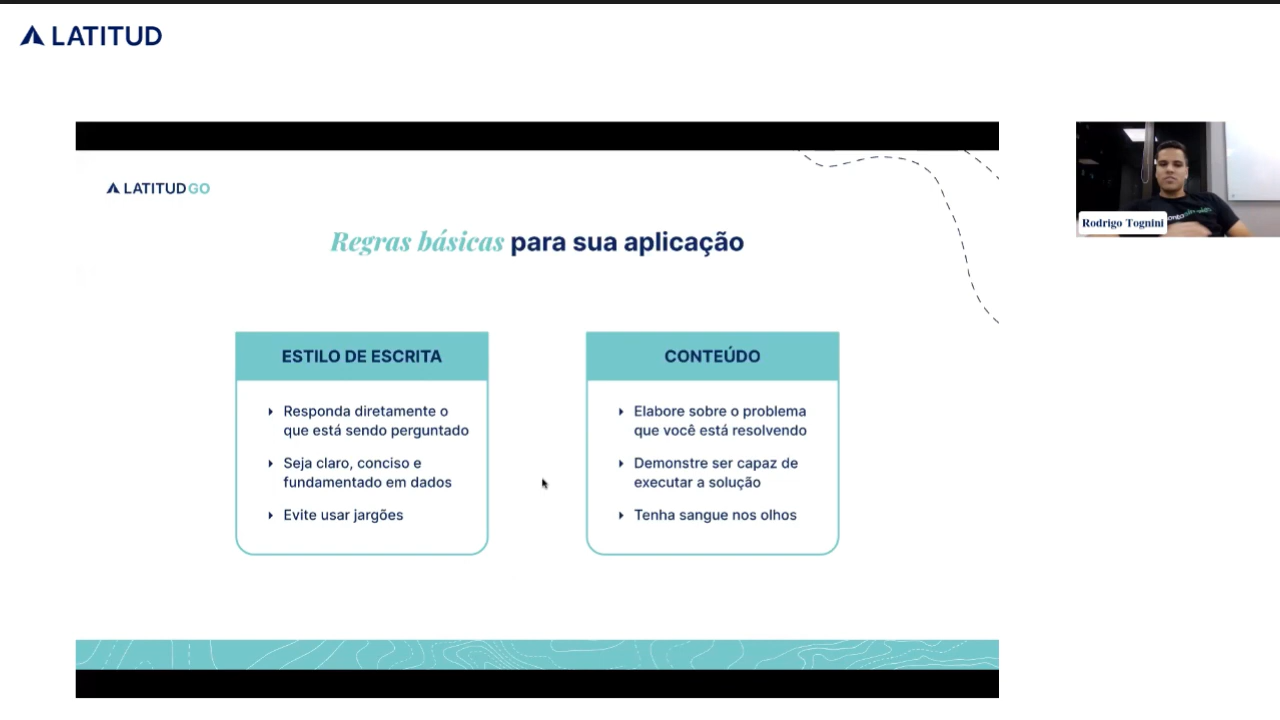 LATITUD
LATITUD GO
Regras básicas para sua aplicação
ESTILO DE ESCRITA
Responda diretamente o
que está sendo perguntado
Seja claro, conciso e
fundamentado em dados
Evite usar jargões
CONTEÚDO
Elabore sobre o problema
que você está resolvendo
Demonstre ser capaz de
executar a solução
Tenha sangue nos olhos
Rodrigo Tognini